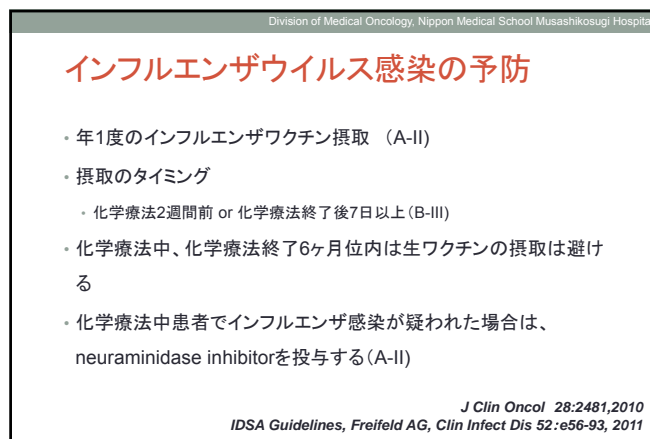 Division of Medical Oncology, Nippon Medical School Musashikosugi Hospita
インフルエンザウイルス感染の予防
• 年1度のインフルエンザワクチン摂取 (A-II)
• 摂取のタイミング
• 化学療法2週間前 or 化学療法終了後7日以上(B-III)
• 化学療法中、化学療法終了6ヶ月位内は生ワクチンの摂取は避け
る
• 化学療法中患者でインフルエンザ感染が疑われた場合は、
neuraminidase inhibitorを投与する(A-II)
J Clin Oncol 28:2481,2010
IDSA Guidelines, Freifeld AG, Clin Infect Dis 52:e56-93, 2011